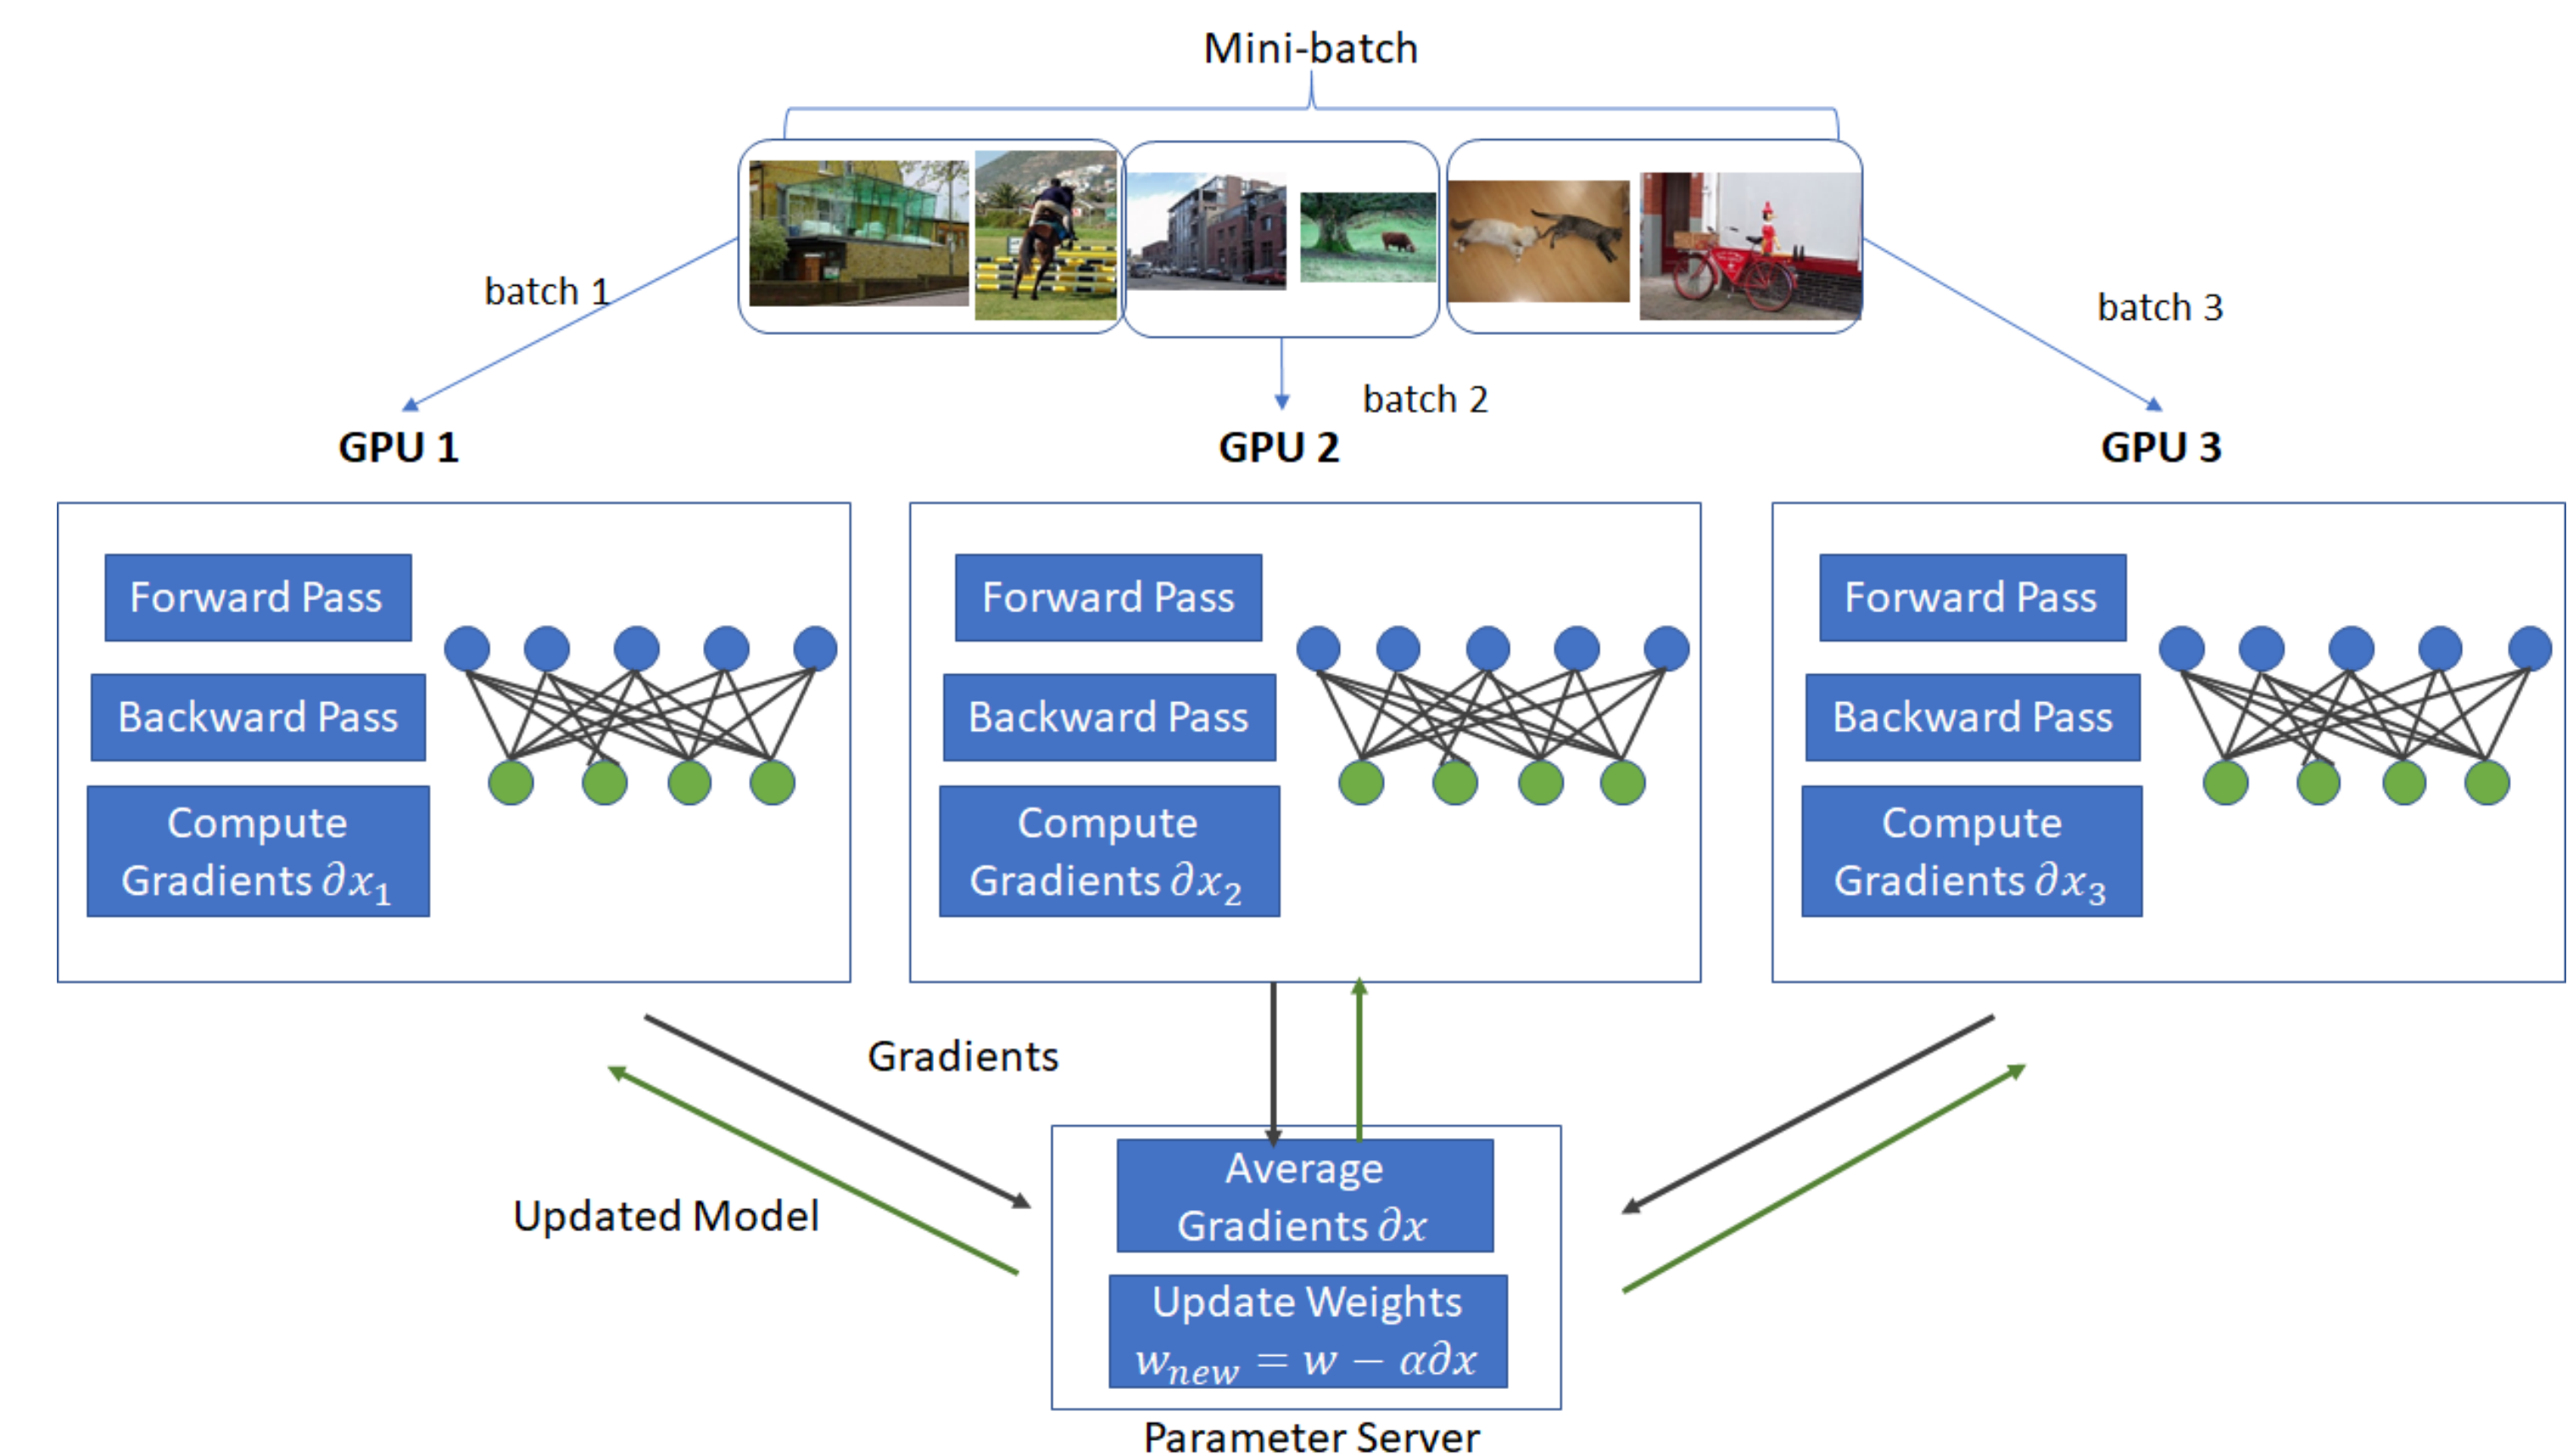 Mini-batch
batch 1
batch 2
batch 3
GPU 1
GPU 2
GPU 3
Forward Pass
Backward Pass
Compute
Gradients ∂x₁
Forward Pass
Backward Pass
Compute
Gradients ∂x₂
Forward Pass
Backward Pass
Compute
Gradients ∂x₃
Gradients
Updated Model
Average
Gradients ∂x
Update Weights
wₙₑw = w − α∂x
Parameter Server